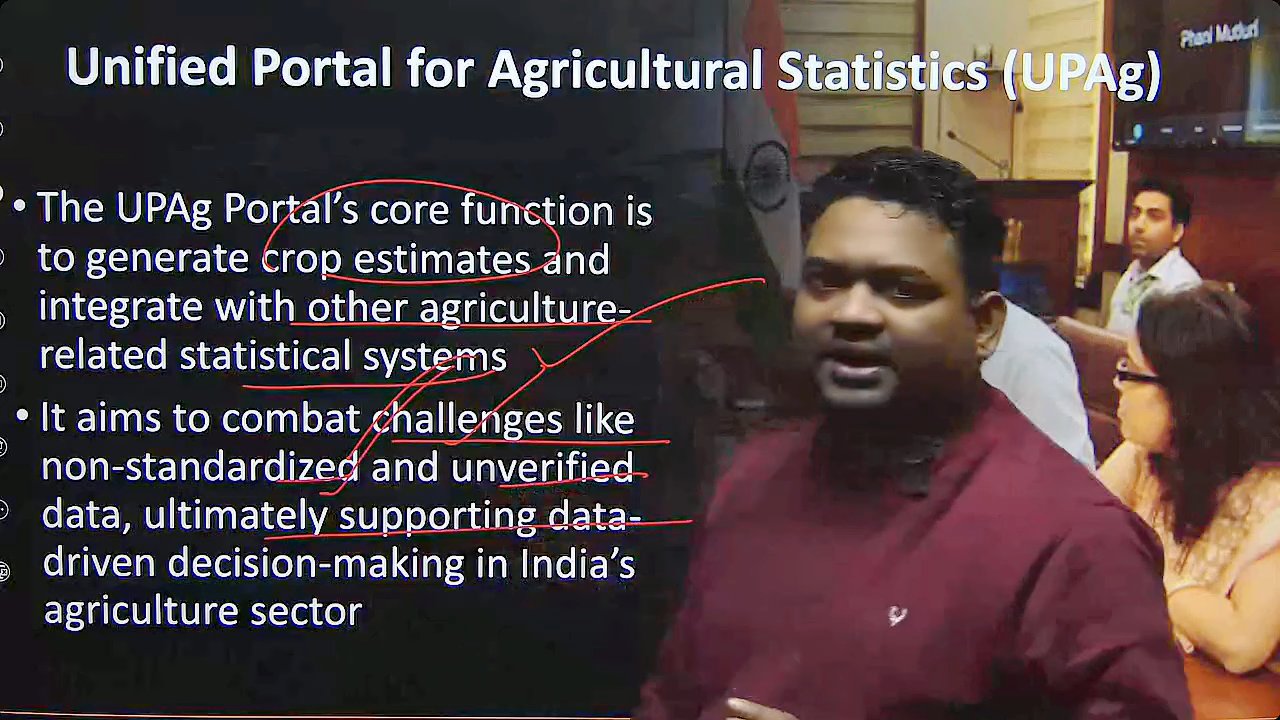 Unified Portal for Agricultural Statistics (UPAg)
Phani Muduri
• The UPAg Portal’s core function is
to generate crop estimates and
integrate with other agriculture-
related statistical systems
• It aims to combat challenges like
non-standardized and unverified
data, ultimately supporting data-
driven decision-making in India’s
agriculture sector